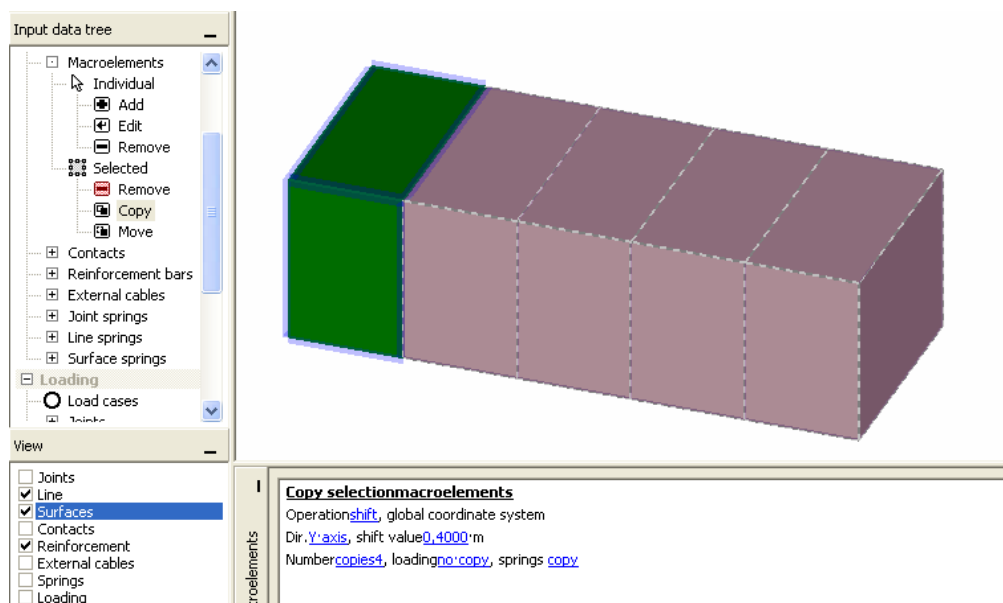 Input data tree
Macroelements
Individual
Add
Edit
Remove
Selected
Remove
Copy
Move
Contacts
Reinforcement bars
External cables
Joint springs
Line springs
Surface springs
Loading
Load cases
Joints
View
Joints
Line
Surfaces
Contacts
Reinforcement
External cables
Springs
Loading
Copy selectionmacroelements
Operationshift, global coordinate system
Dir.Y·axis, shift value0,4000·m
Numbercopies4, loadingno·copy, springs copy